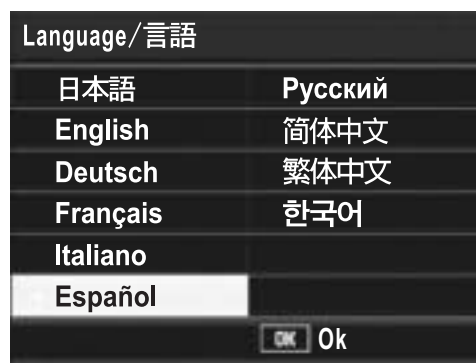 Language/言語
日本語
English
Deutsch
Français
Italiano
Español
Русский
简体中文
繁体中文
한국어
OK Ok